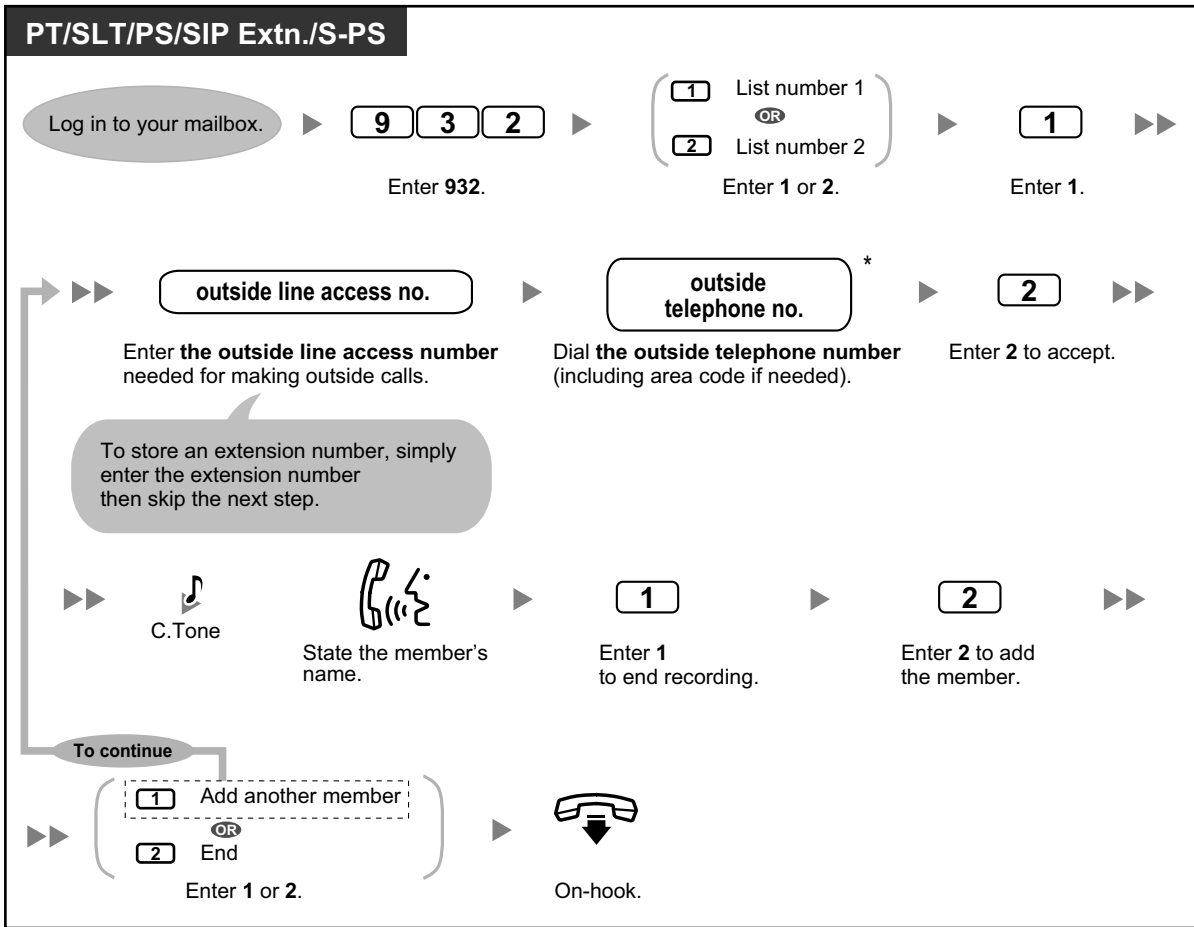 PT/SLT/PS/SIP Extn./S-PS
Log in to your mailbox.
9 3 2
Enter 932.
1 List number 1
OR
2 List number 2
Enter 1 or 2.
1
Enter 1.
outside line access no.
Enter the outside line access number
needed for making outside calls.
To store an extension number, simply
enter the extension number
then skip the next step.
outside
telephone no.
*
Dial the outside telephone number
(including area code if needed).
2
Enter 2 to accept.
C.Tone
State the member's
name.
1
Enter 1
to end recording.
2
Enter 2 to add
the member.
To continue
1 Add another member
OR
2 End
Enter 1 or 2.
On-hook.